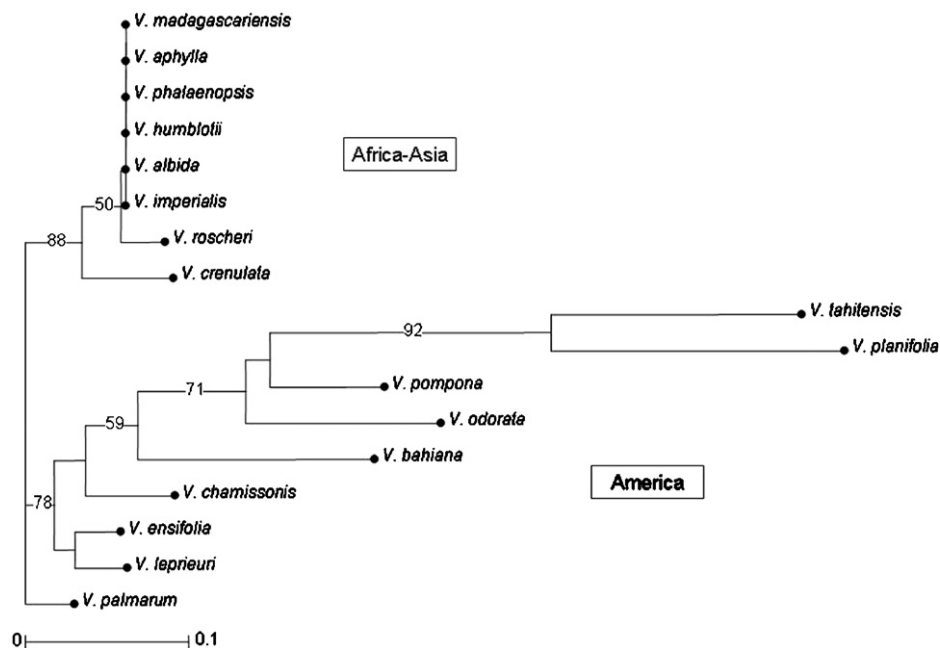 V. madagascariensis
V. aphylla
V. phalaenopsis
V. humblotii
Africa-Asia
V. albida
50
V. imperialis
88
V. roscheri
V. crenulata
V. tahitensis
92
V. planifolia
V. pompona
71
V. odorata
59
V. bahiana
America
V. chamissonis
78
V. ensifolia
V. leprieuri
V. palmarum
0 0.1